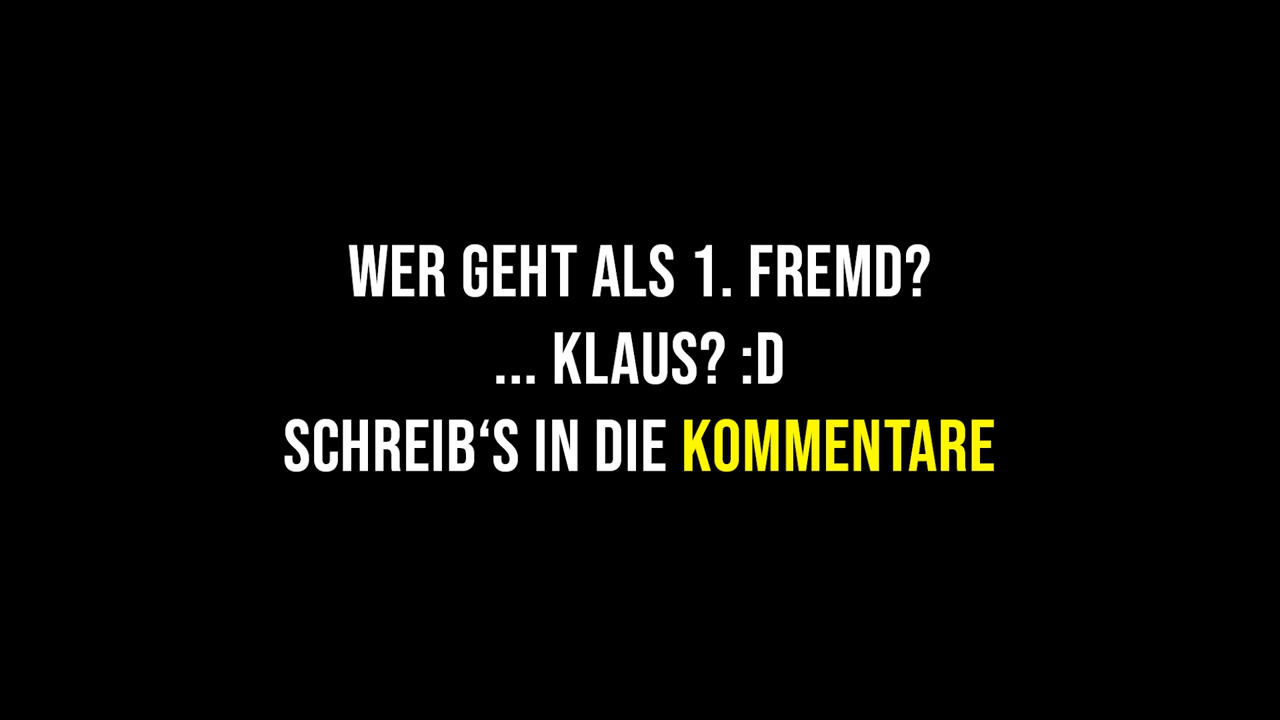 WER GEHT ALS 1. FREMD?
... KLAUS? :D
SCHREIB‘S IN DIE KOMMENTARE